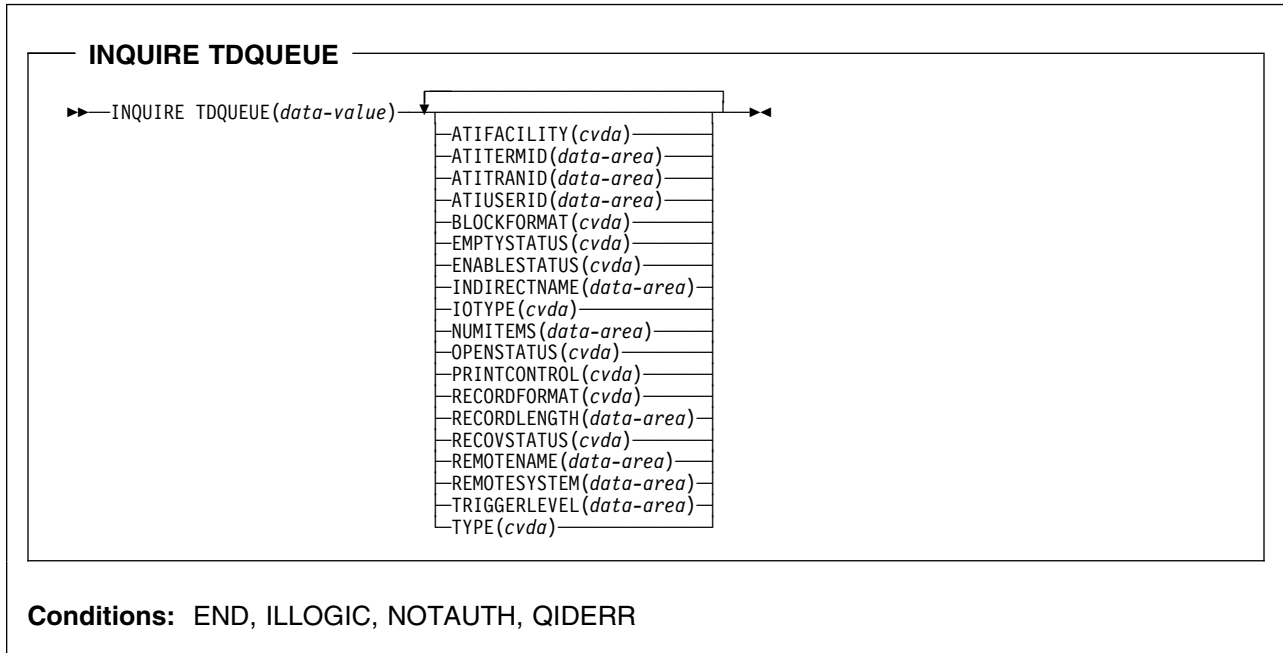 INQUIRE TDQUEUE
INQUIRE TDQUEUE(data-value)
ATIFACILITY(cvda)
ATITERMID(data-area)
ATITRANID(data-area)
ATIUSERID(data-area)
BLOCKFORMAT(cvda)
EMPTYSTATUS(cvda)
ENABLESTATUS(cvda)
INDIRECTNAME(data-area)
IOTYPE(cvda)
NUMITEMS(data-area)
OPENSTATUS(cvda)
PRINTCONTROL(cvda)
RECORDFORMAT(cvda)
RECORDLENGTH(data-area)
RECOVSTATUS(cvda)
REMOTENAME(data-area)
REMOTESYSTEM(data-area)
TRIGGERLEVEL(data-area)
TYPE(cvda)
Conditions: END, ILLOGIC, NOTAUTH, QIDERR